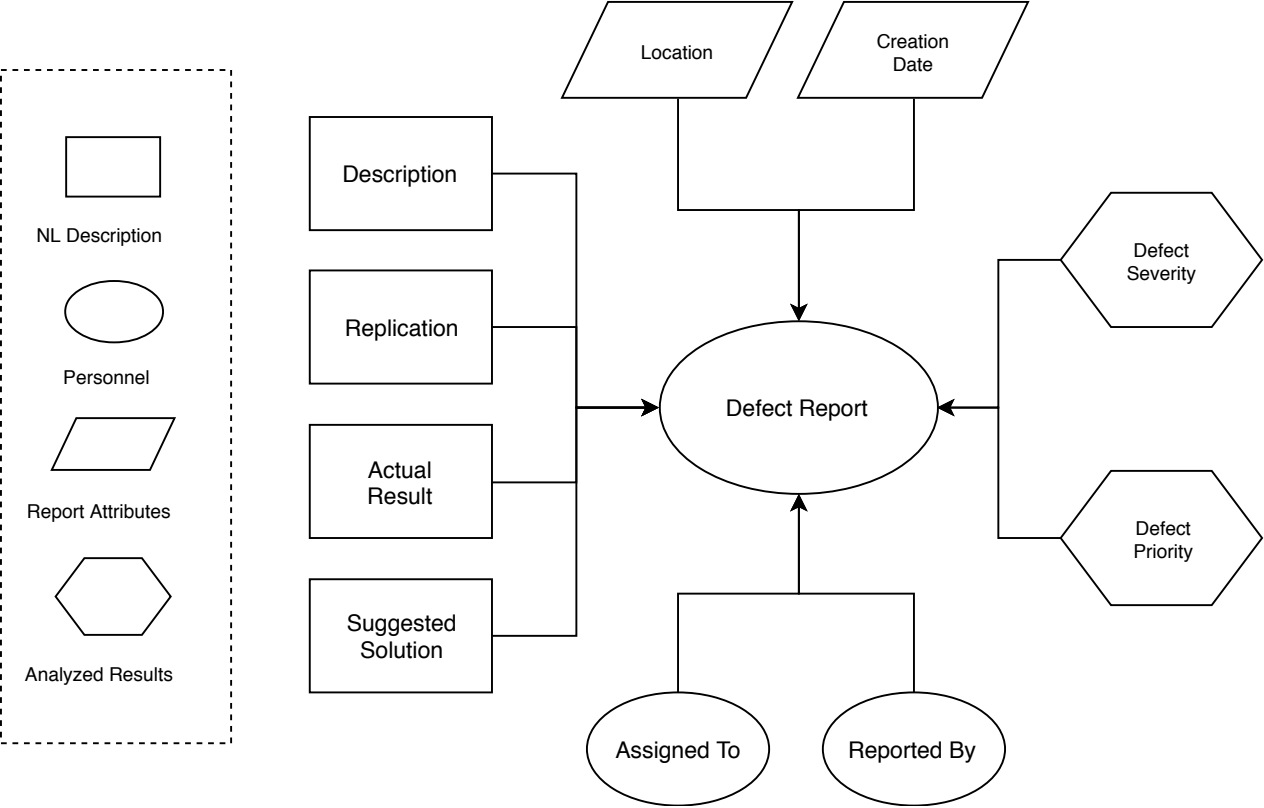 NL Description
Personnel
Report Attributes
Analyzed Results
Description
Replication
Actual
Result
Suggested
Solution
Location
Creation
Date
Defect Report
Assigned To
Reported By
Defect
Severity
Defect
Priority